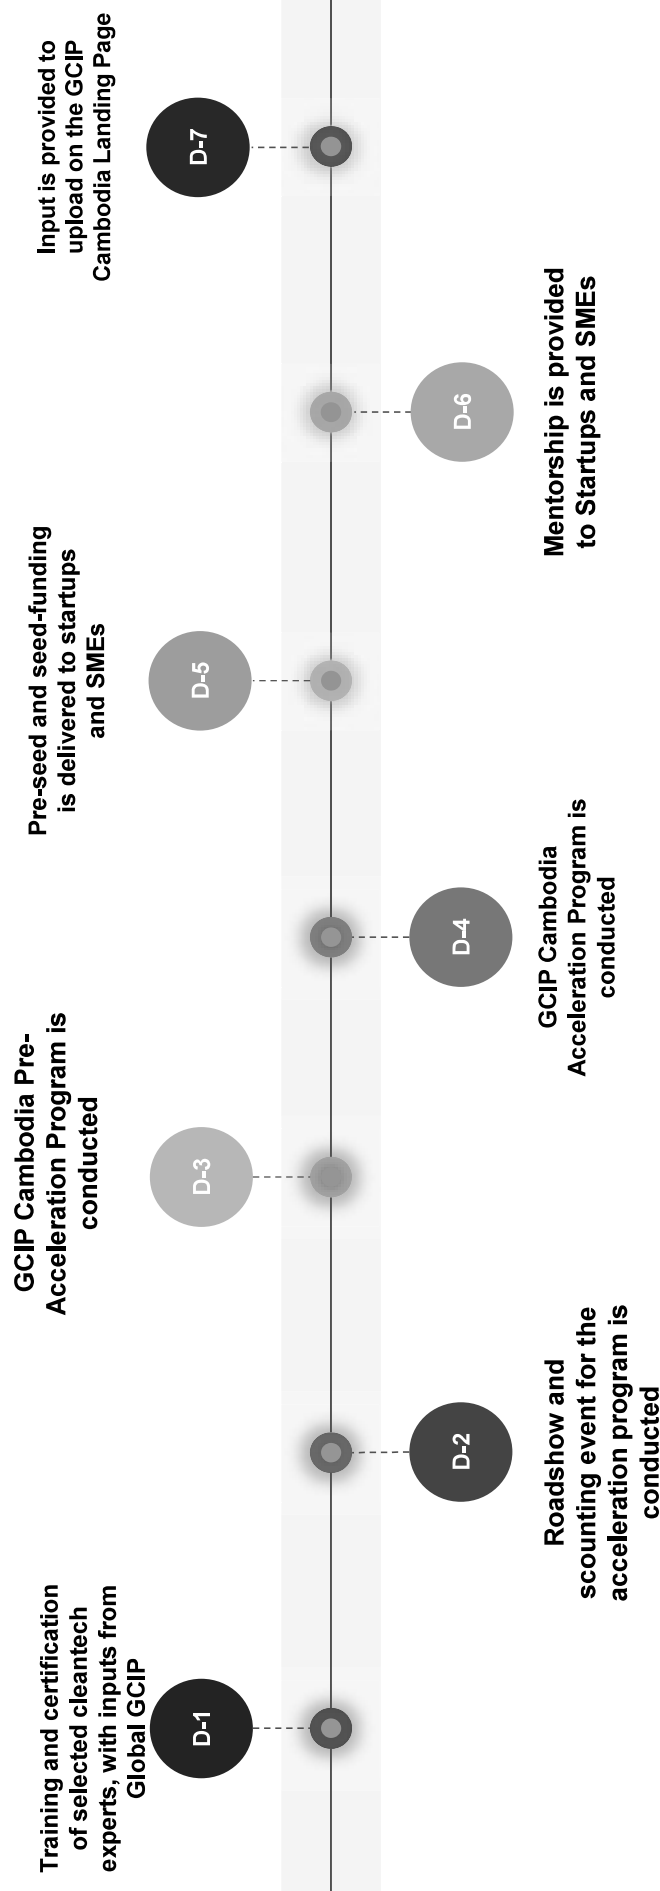 Training and certification
of selected cleantech
experts, with inputs from
Global GCIP
D-1
D-2
Roadshow and
scounting event for the
acceleration program is
conducted
GCIP Cambodia Pre-
Acceleration Program is
conducted
D-3
D-4
GCIP Cambodia
Acceleration Program is
conducted
Pre-seed and seed-funding
is delivered to startups
and SMEs
D-5
D-6
Mentorship is provided
to Startups and SMEs
Input is provided to
upload on the GCIP
Cambodia Landing Page
D-7